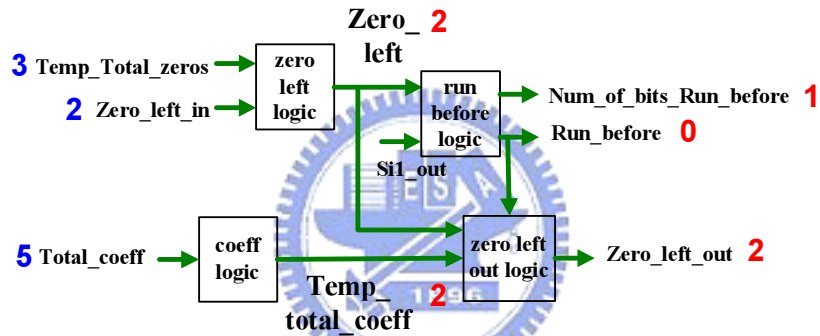 Zero_ 2
left
3 Temp_Total_zeros
2 Zero_left_in
zero
left
logic
run
before
logic
Si1_out
Num_of_bits_Run_before 1
Run_before 0
5 Total_coeff
coeff
logic
Temp_ 2
total_coeff
zero left
out logic
Zero_left_out 2
E S A
1896